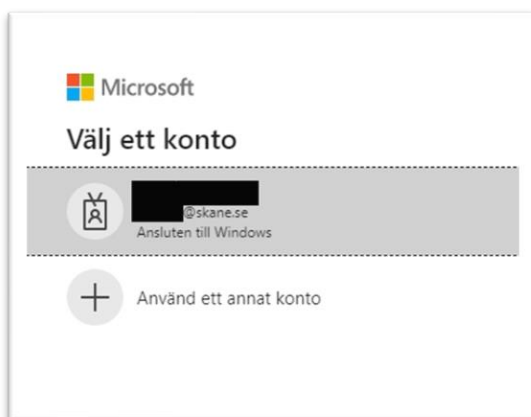 Microsoft
Välj ett konto
@skane.se
Ansluten till Windows
Använd ett annat konto